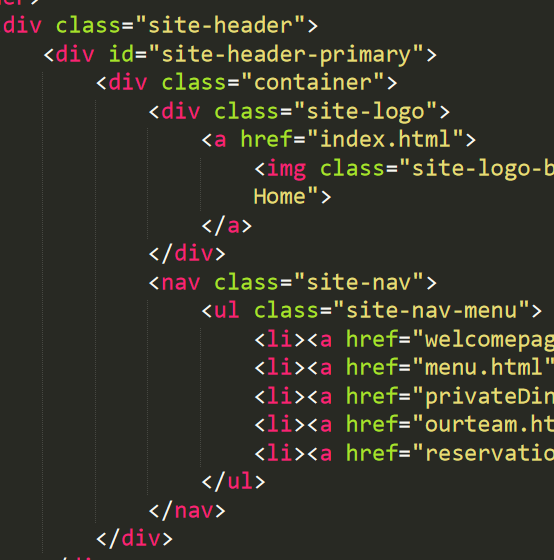 div class="site-header">
<div id="site-header-primary">
<div class="container">
<div class="site-logo">
<a href="index.html">
<img class="site-logo-b
Home">
</a>
</div>
<nav class="site-nav">
<ul class="site-nav-menu">
<li><a href="welcomepag
<li><a href="menu.html"
<li><a href="privateDin
<li><a href="ourteam.ht
<li><a href="reservatio
</ul>
</nav>
</div>